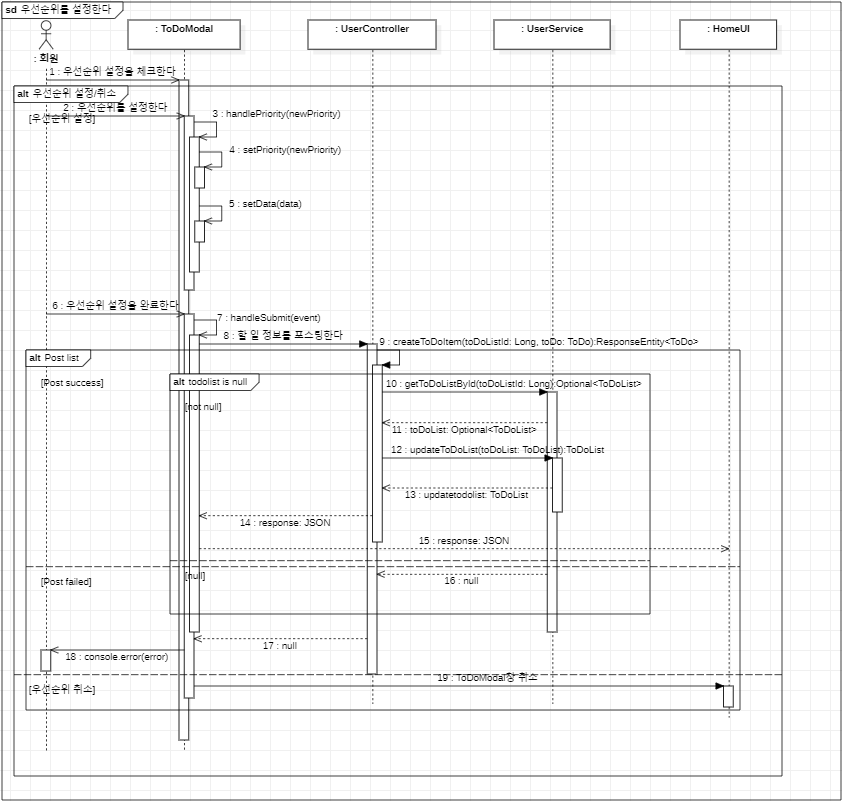 sd 우선순위를 설정한다
: 회원
: ToDoModal
: UserController
: UserService
: HomeUI
1 : 우선순위 설정을 체크한다
alt 우선순위 설정/취소
2 : 우선순위를 설정한다
[우선순위 설정]
3 : handlePriority(newPriority)
4 : setPriority(newPriority)
5 : setData(data)
6 : 우선순위 설정을 완료한다
7 : handleSubmit(event)
8 : 할 일 정보를 포스팅한다
9 : createToDoItem(toDoListId: Long, toDo: ToDo):ResponseEntity<ToDo>
alt Post list
[Post success]
alt todolist is null
10 : getToDoListById(toDoListId: Long):Optional<ToDoList>
[not null]
11 : toDoList: Optional<ToDoList>
12 : updateToDoList(toDoList: ToDoList):ToDoList
13 : updatetodolist: ToDoList
14 : response: JSON
15 : response: JSON
[null]
[Post failed]
16 : null
17 : null
18 : console.error(error)
19 : ToDoModal창 취소
[우선순위 취소]